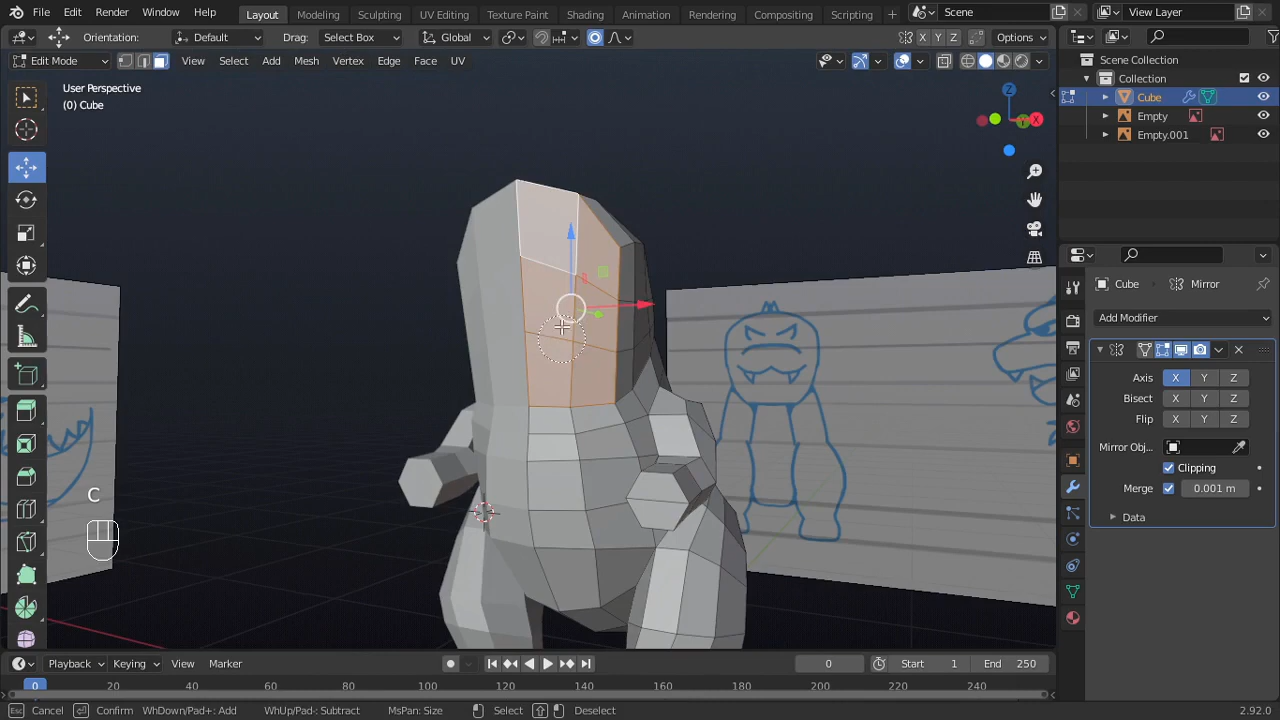 File Edit Render Window Help Layout Modeling Sculpting UV Editing Texture Paint Shading Animation Rendering Compositing Scripting Scene View Layer
Orientation: Default Drag: Select Box Global X Y Z Options
Edit Mode View Select Add Mesh Vertex Edge Face UV
User Perspective
(0) Cube
Z
X
Scene Collection
Collection
Cube
Empty
Empty.001
Cube Mirror
Add Modifier
Axis X Y Z
Bisect X Y Z
Flip X Y Z
Mirror Obj...
Clipping
Merge 0.001 m
Data
C
Playback Keying View Marker 0 Start 1 End 250
0 20 40 60 80 100 120 140 160 180 200 220 240
Esc Cancel Confirm WhDown/Pad+: Add WhUp/Pad-: Subtract MsPan: Size Select Deselect 2.92.0